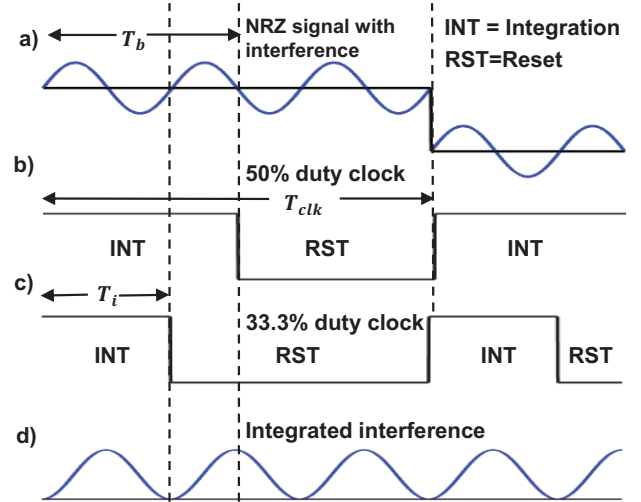 a)
T_b
NRZ signal with
interference
INT = Integration
RST=Reset
b)
50% duty clock
T_clk
INT
RST
INT
c)
T_i
33.3% duty clock
INT
RST
INT
RST
d)
Integrated interference